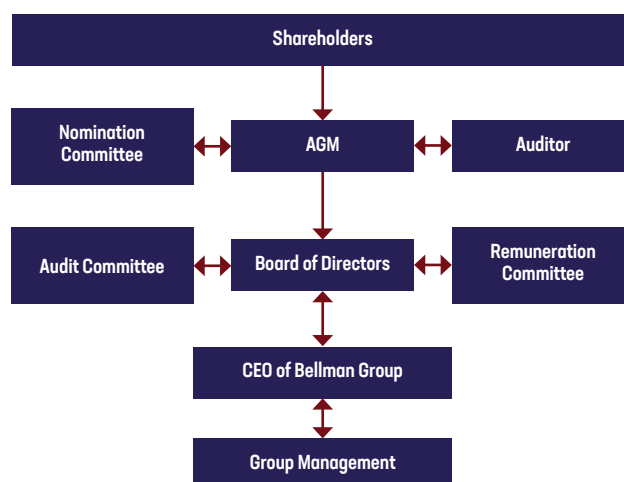 Shareholders
Nomination
Committee
AGM
Auditor
Audit Committee
Board of Directors
Remuneration
Committee
CEO of Bellman Group
Group Management